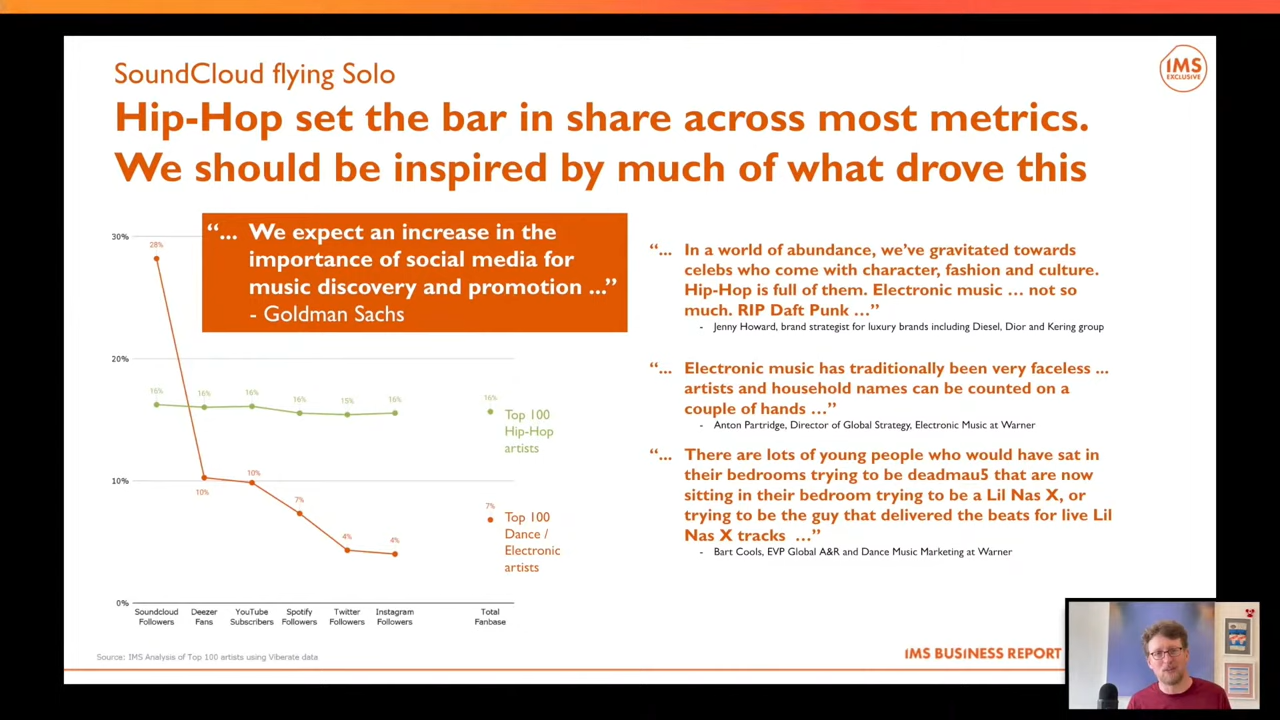 SoundCloud flying Solo
Hip-Hop set the bar in share across most metrics.
We should be inspired by much of what drove this
IMS
EXCLUSIVE
“... We expect an increase in the
importance of social media for
music discovery and promotion ...”
- Goldman Sachs
30%
20%
10%
0%
28%
10%
10%
7%
4%
4%
7%
16%
16%
16%
16%
15%
16%
16%
Top 100
Hip-Hop
artists
Top 100
Dance /
Electronic
artists
Soundcloud
Followers
Deezer
Fans
YouTube
Subscribers
Spotify
Followers
Twitter
Followers
Instagram
Followers
Total
Fanbase
“... In a world of abundance, we’ve gravitated towards
celebs who come with character, fashion and culture.
Hip-Hop is full of them. Electronic music ... not so
much. RIP Daft Punk ...”
- Jenny Howard, brand strategist for luxury brands including Diesel, Dior and Kering group
“... Electronic music has traditionally been very faceless ...
artists and household names can be counted on a
couple of hands ...”
- Anton Partridge, Director of Global Strategy, Electronic Music at Warner
“... There are lots of young people who would have sat in
their bedrooms trying to be deadmau5 that are now
sitting in their bedroom trying to be a Lil Nas X, or
trying to be the guy that delivered the beats for live Lil
Nas X tracks ...”
- Bart Cools, EVP Global A&R and Dance Music Marketing at Warner
Source: IMS Analysis of Top 100 artists using Viberate data
IMS BUSINESS REPORT